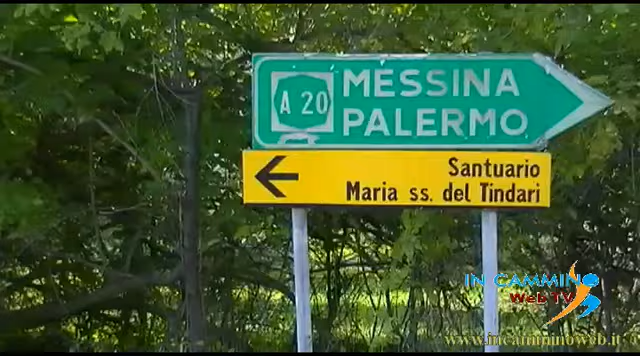 A 20
MESSINA
PALERMO
Santuario
Maria ss. del Tindari
IN CAMMINO
Web TV
www.incamminoweb.it